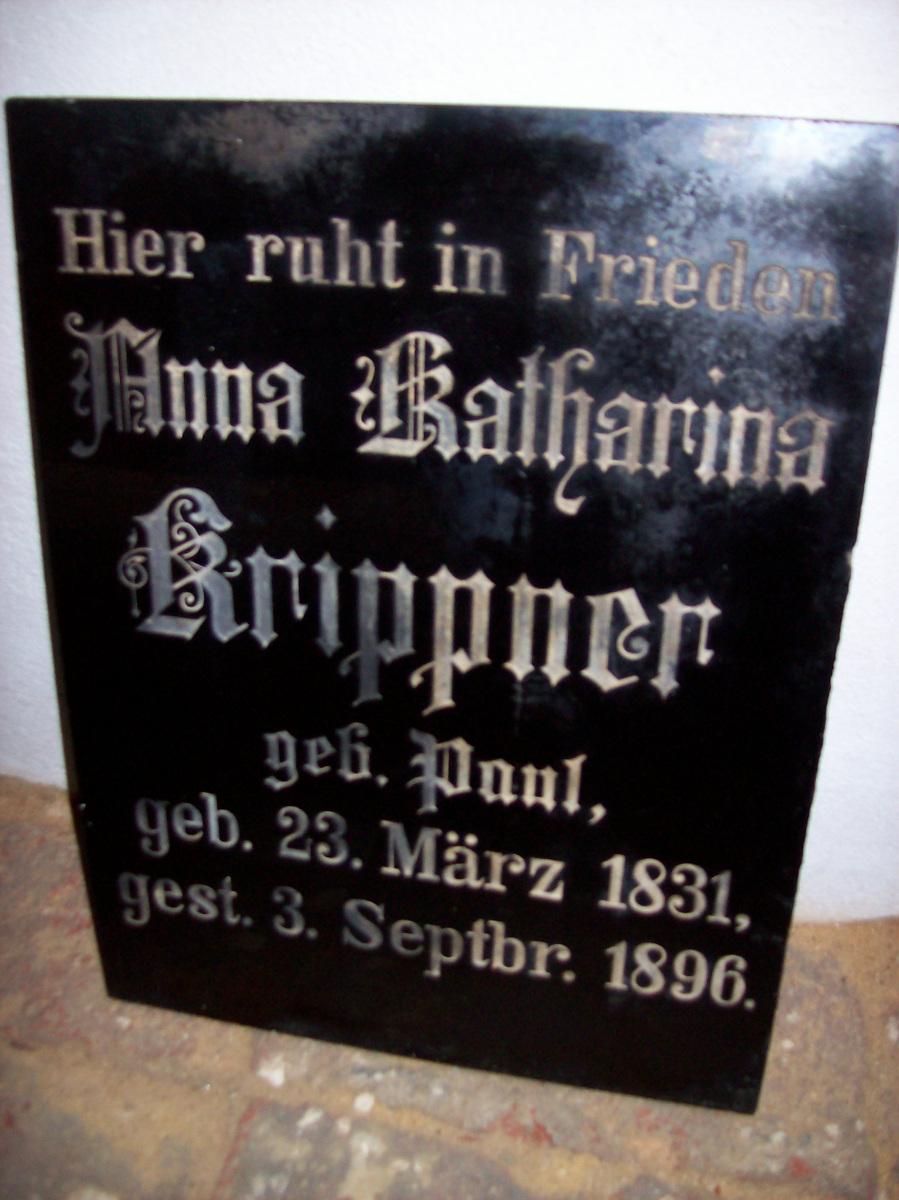 Hier ruht in Frieden
Anna Katharina
Krippner
geb. Paul,
geb. 23. März 1831,
gest. 3. Septbr. 1896.